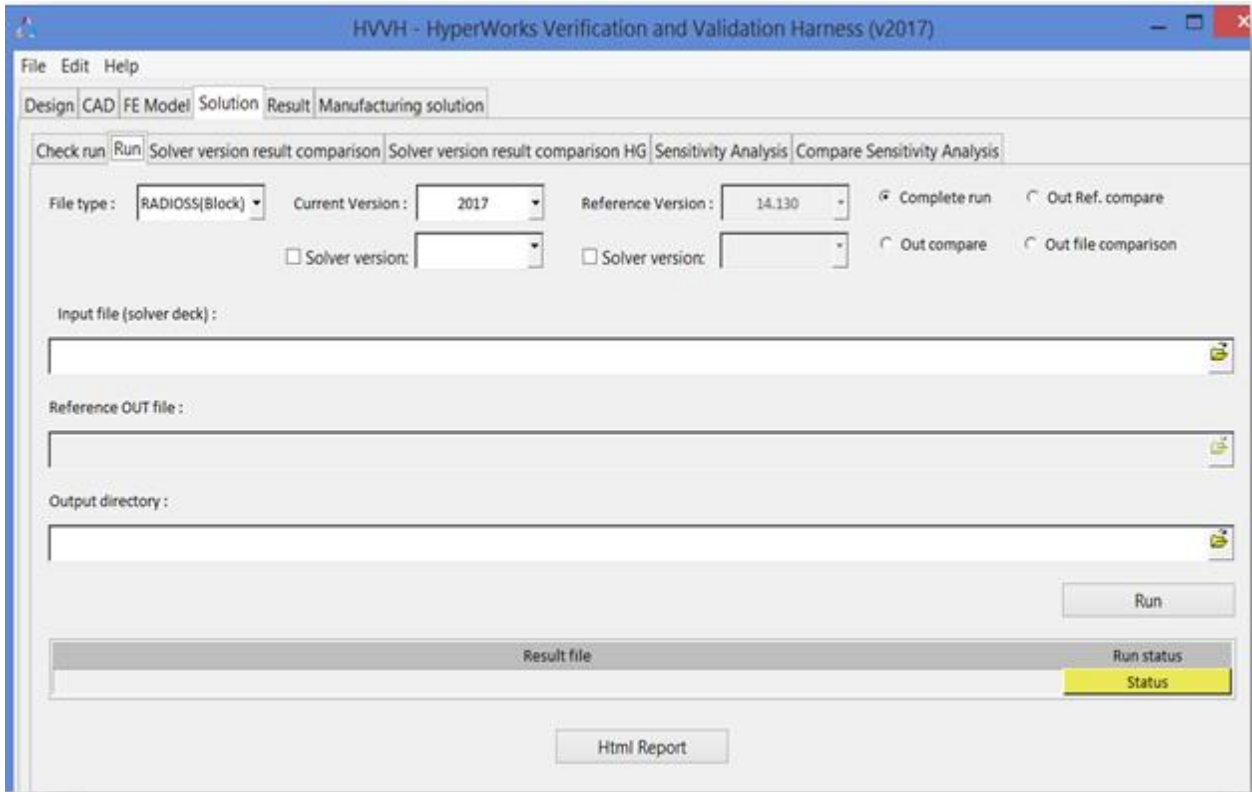 HVVH - HyperWorks Verification and Validation Harness (v2017)
File Edit Help
Design CAD FE Model Solution Result Manufacturing solution
Check run Run Solver version result comparison Solver version result comparison HG Sensitivity Analysis Compare Sensitivity Analysis
File type : RADIOSS(Block) Current Version : 2017 Reference Version : 14.130 Complete run Out Ref. compare
Solver version: Solver version: Out compare Out file comparison
Input file (solver deck) :
Reference OUT file :
Output directory :
Run
Result file Run status
Status
Html Report